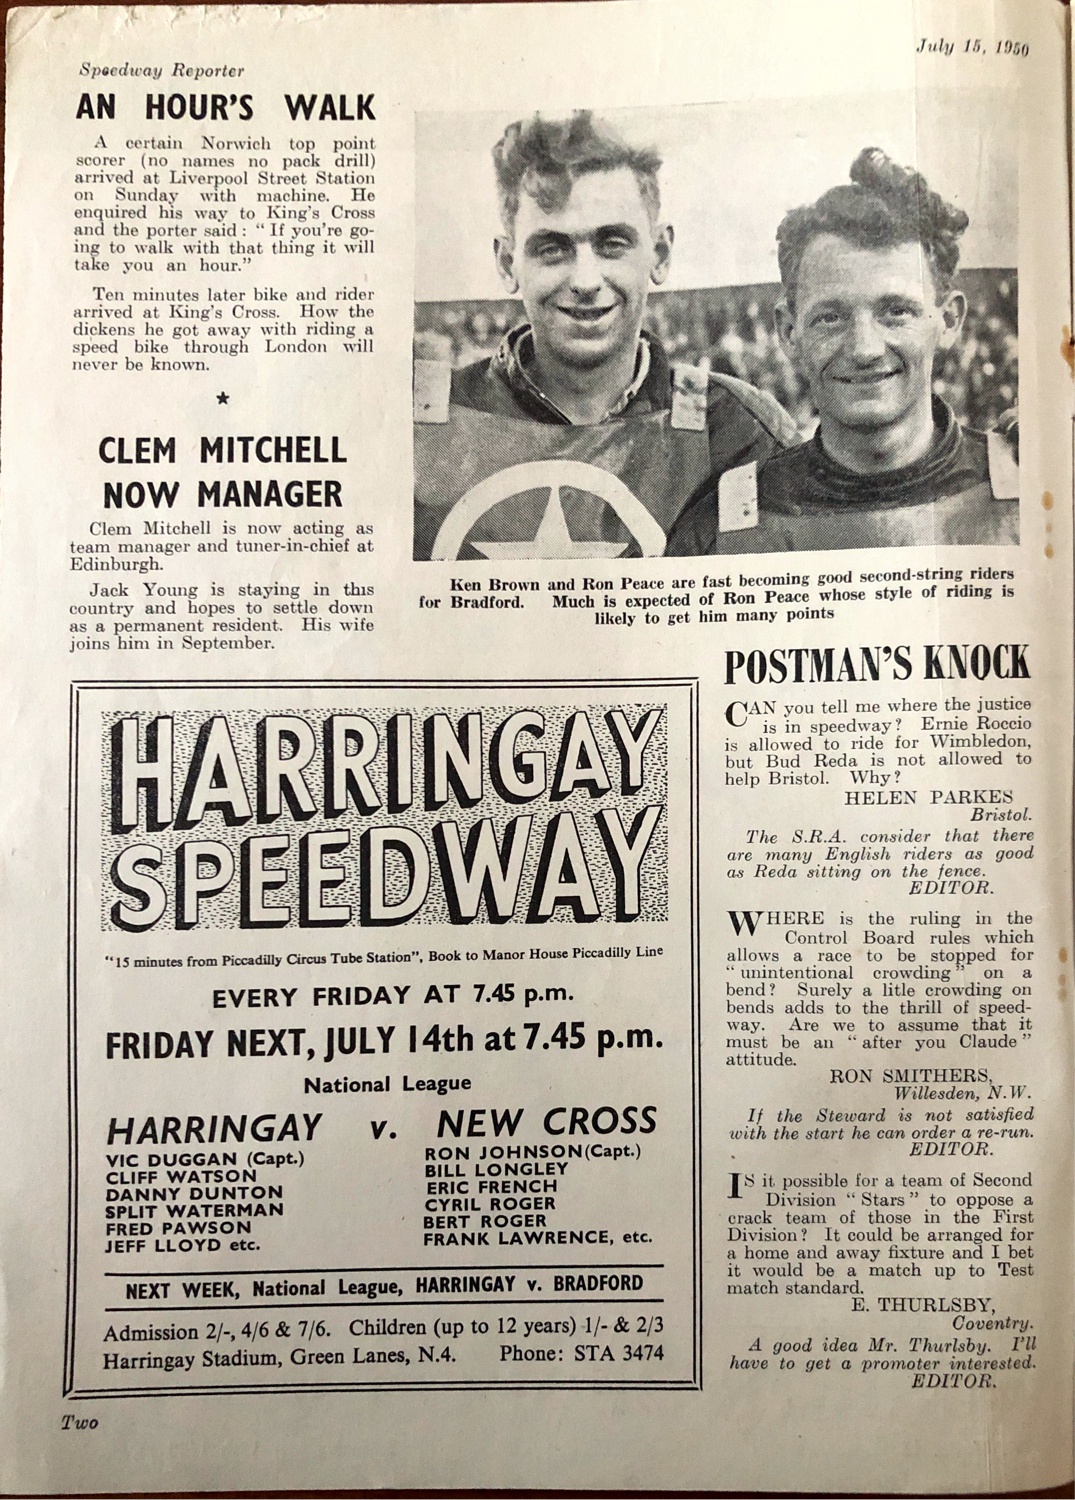 July 15, 1950
Speedway Reporter
AN HOUR'S WALK
A certain Norwich top point
scorer (no names no pack drill)
arrived at Liverpool Street Station
on Sunday with machine. He
enquired his way to King's Cross
and the porter said : “ If you're go-
ing to walk with that thing it will
take you an hour.”
Ten minutes later bike and rider
arrived at King's Cross. How the
dickens he got away with riding a
speed bike through London will
never be known.
★
CLEM MITCHELL
NOW MANAGER
Clem Mitchell is now acting as
team manager and tuner-in-chief at
Edinburgh.
Jack Young is staying in this
country and hopes to settle down
as a permanent resident. His wife
joins him in September.
Ken Brown and Ron Peace are fast becoming good second-string riders
for Bradford. Much is expected of Ron Peace whose style of riding is
likely to get him many points
HARRINGAY
SPEEDWAY
“15 minutes from Piccadilly Circus Tube Station”, Book to Manor House Piccadilly Line
EVERY FRIDAY AT 7.45 p.m.
FRIDAY NEXT, JULY 14th at 7.45 p.m.
National League
HARRINGAY v. NEW CROSS
VIC DUGGAN (Capt.)
CLIFF WATSON
DANNY DUNTON
SPLIT WATERMAN
FRED PAWSON
JEFF LLOYD etc.
RON JOHNSON(Capt.)
BILL LONGLEY
ERIC FRENCH
CYRIL ROGER
BERT ROGER
FRANK LAWRENCE, etc.
NEXT WEEK, National League, HARRINGAY v. BRADFORD
Admission 2/-, 4/6 & 7/6. Children (up to 12 years) 1/- & 2/3
Harringay Stadium, Green Lanes, N.4. Phone: STA 3474
POSTMAN'S KNOCK
CAN you tell me where the justice
is in speedway? Ernie Roccio
is allowed to ride for Wimbledon,
but Bud Reda is not allowed to
help Bristol. Why?
HELEN PARKES
Bristol.
The S.R.A. consider that there
are many English riders as good
as Reda sitting on the fence.
EDITOR.
WHERE is the ruling in the
Control Board rules which
allows a race to be stopped for
“ unintentional crowding ” on a
bend? Surely a litle crowding on
bends adds to the thrill of speed-
way. Are we to assume that it
must be an “ after you Claude ”
attitude.
RON SMITHERS,
Willesden, N.W.
If the Steward is not satisfied
with the start he can order a re-run.
EDITOR.
IS it possible for a team of Second
Division “ Stars ” to oppose a
crack team of those in the First
Division? It could be arranged for
a home and away fixture and I bet
it would be a match up to Test
match standard.
E. THURLSBY,
Coventry.
A good idea Mr. Thurlsby. I'll
have to get a promoter interested.
EDITOR.
Two